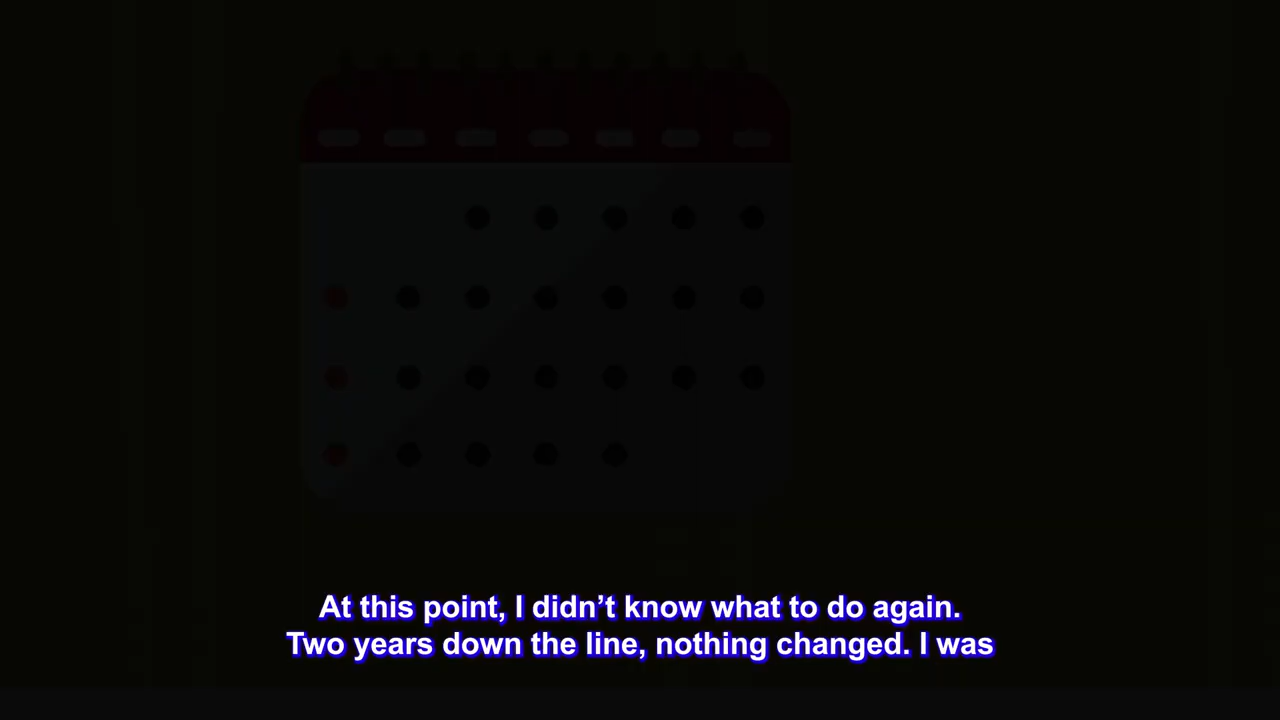 At this point, I didn’t know what to do again.
Two years down the line, nothing changed. I was